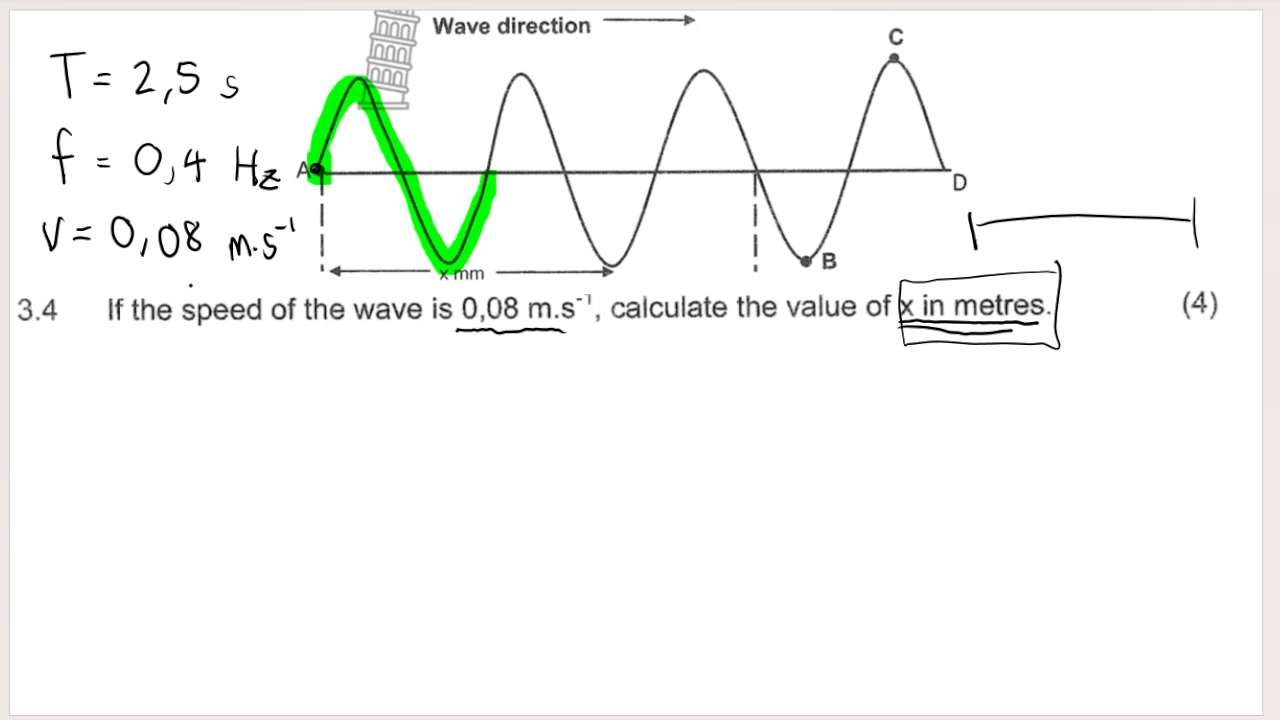 Wave direction
C
T = 2,5 s
f = 0,4 Hz
A
D
v = 0,08 m.s⁻¹
B
x mm
3.4 If the speed of the wave is 0,08 m.s⁻¹, calculate the value of x in metres. (4)